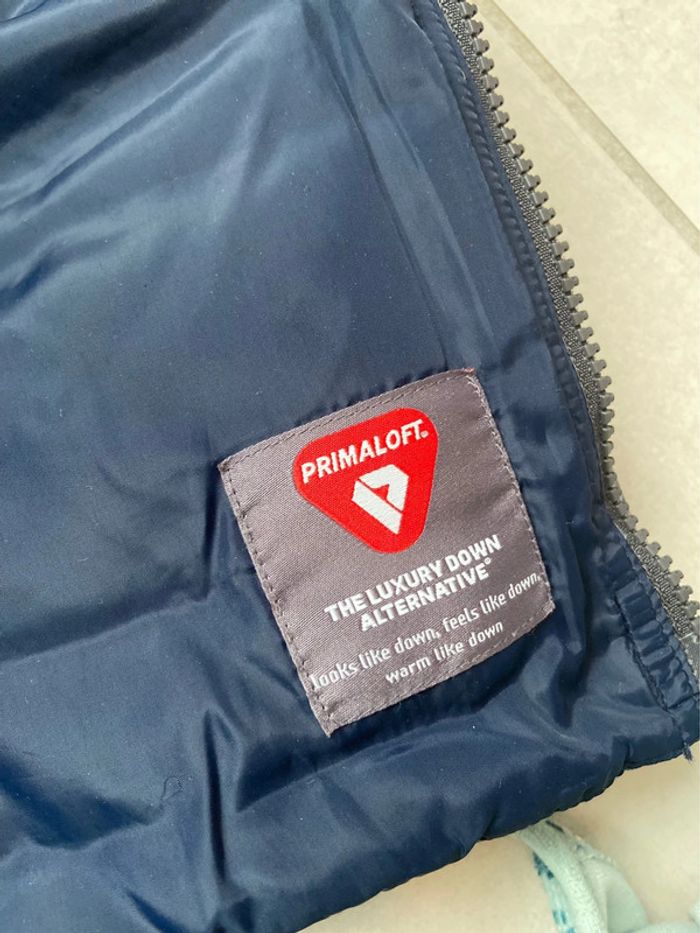 PRIMALOFT®
THE LUXURY DOWN
ALTERNATIVE®
looks like down, feels like down,
warm like down